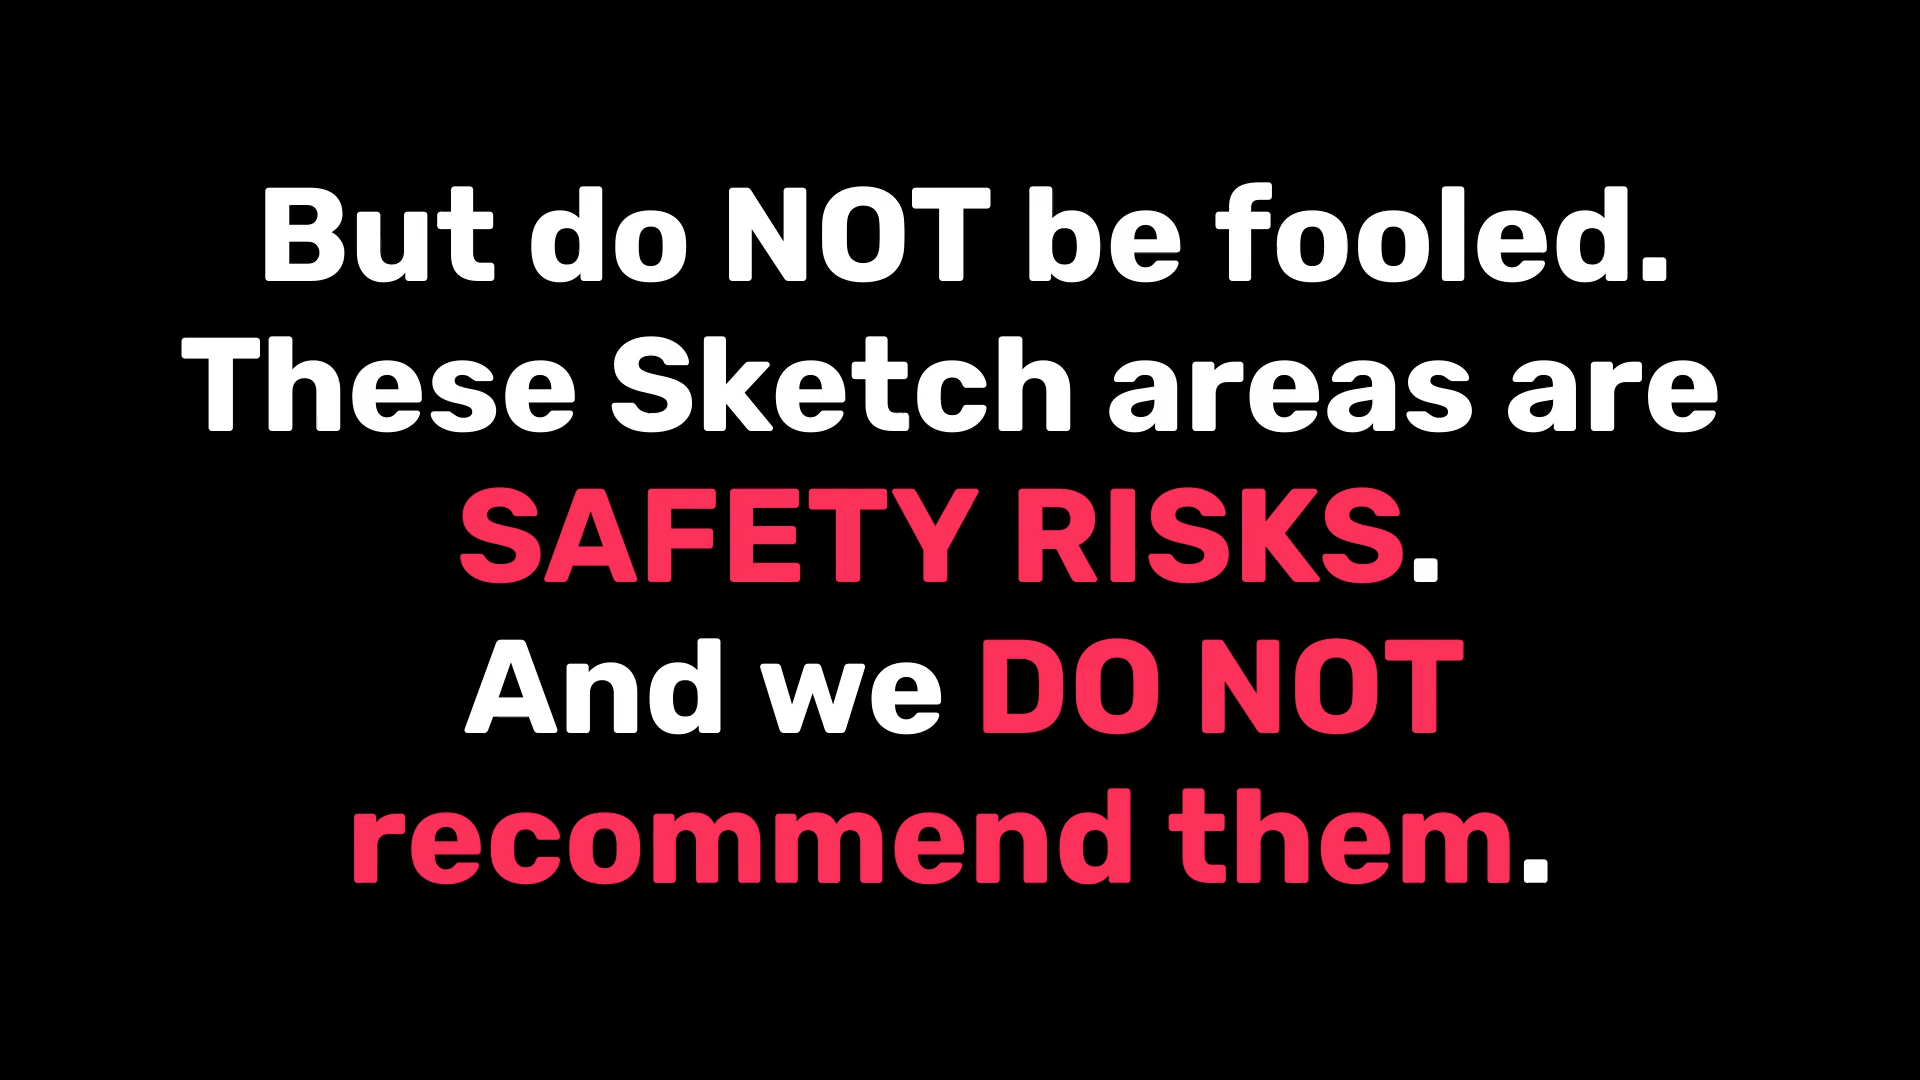 But do NOT be fooled.
These Sketch areas are
SAFETY RISKS.
And we DO NOT
recommend them.